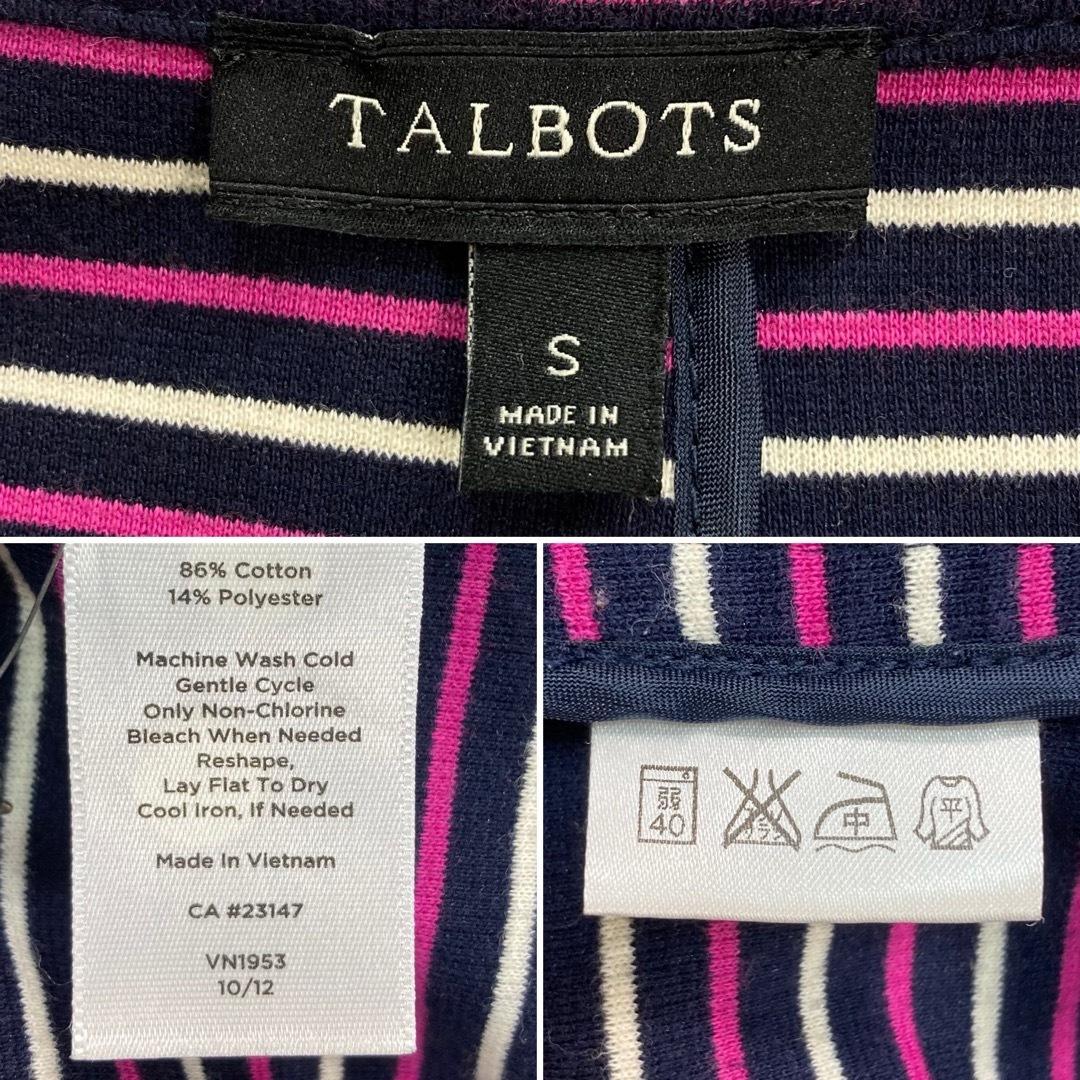 TALBOTS
S
MADE IN
VIETNAM
86% Cotton
14% Polyester
Machine Wash Cold
Gentle Cycle
Only Non-Chlorine
Bleach When Needed
Reshape,
Lay Flat To Dry
Cool Iron, If Needed
Made In Vietnam
CA #23147
VN1953
10/12
弱
40
中
平